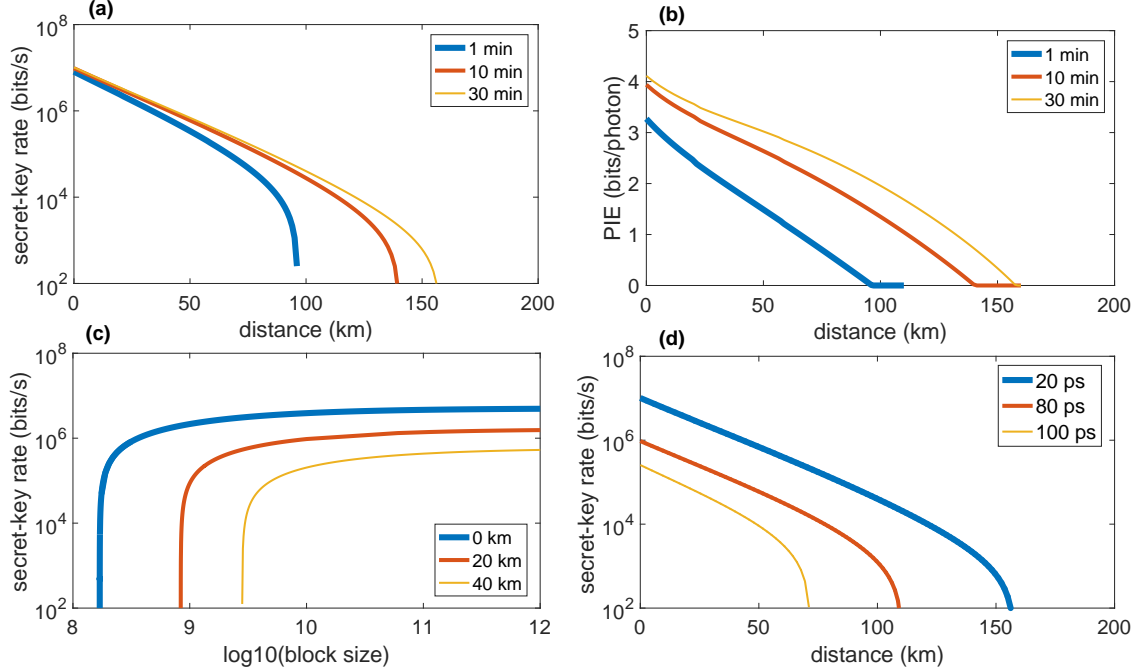 (a)
secret-key rate (bits/s)
10^8
10^6
10^4
10^2
1 min
10 min
30 min
0 50 100 150 200
distance (km)
(b)
PIE (bits/photon)
5
4
3
2
1
0
1 min
10 min
30 min
0 50 100 150 200
distance (km)
(c)
secret-key rate (bits/s)
10^8
10^6
10^4
10^2
0 km
20 km
40 km
8 9 10 11 12
log10(block size)
(d)
secret-key rate (bits/s)
10^8
10^6
10^4
10^2
20 ps
80 ps
100 ps
0 50 100 150 200
distance (km)